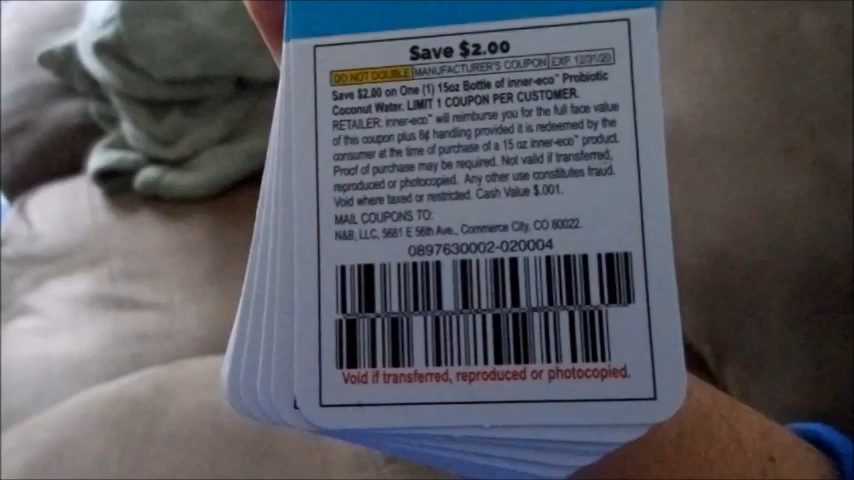 Save $2.00
DO NOT DOUBLE MANUFACTURER'S COUPON EXP. 12/31/20
Save $2.00 on One (1) 15oz Bottle of inner-eco™ Probiotic
Coconut Water. LIMIT 1 COUPON PER CUSTOMER.
RETAILER: inner-eco™ will reimburse you for the full face value
of this coupon plus 8¢ handling provided it is redeemed by the
consumer at the time of purchase of a 15 oz inner-eco™ product.
Proof of purchase may be required. Not valid if transferred,
reproduced or photocopied. Any other use constitutes fraud.
Void where taxed or restricted. Cash Value $.001.
MAIL COUPONS TO:
N&B, LLC, 5681 E 56th Ave., Commerce City, CO 80022.
0897630002-020004
Void if transferred, reproduced or photocopied.